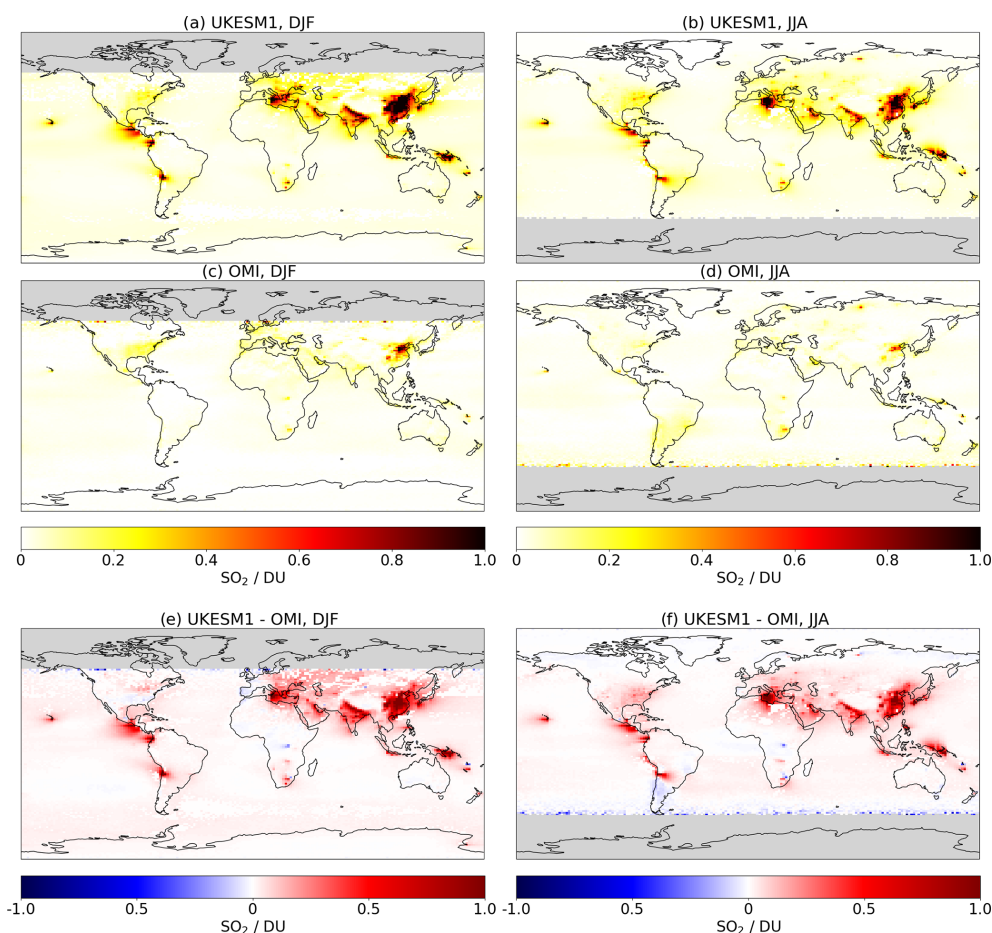 (a) UKESM1, DJF
(b) UKESM1, JJA
(c) OMI, DJF
(d) OMI, JJA
0 0.2 0.4 0.6 0.8 1.0
SO₂ / DU
0 0.2 0.4 0.6 0.8 1.0
SO₂ / DU
(e) UKESM1 - OMI, DJF
(f) UKESM1 - OMI, JJA
-1.0 0.5 0 0.5 1.0
SO₂ / DU
-1.0 0.5 0 0.5 1.0
SO₂ / DU